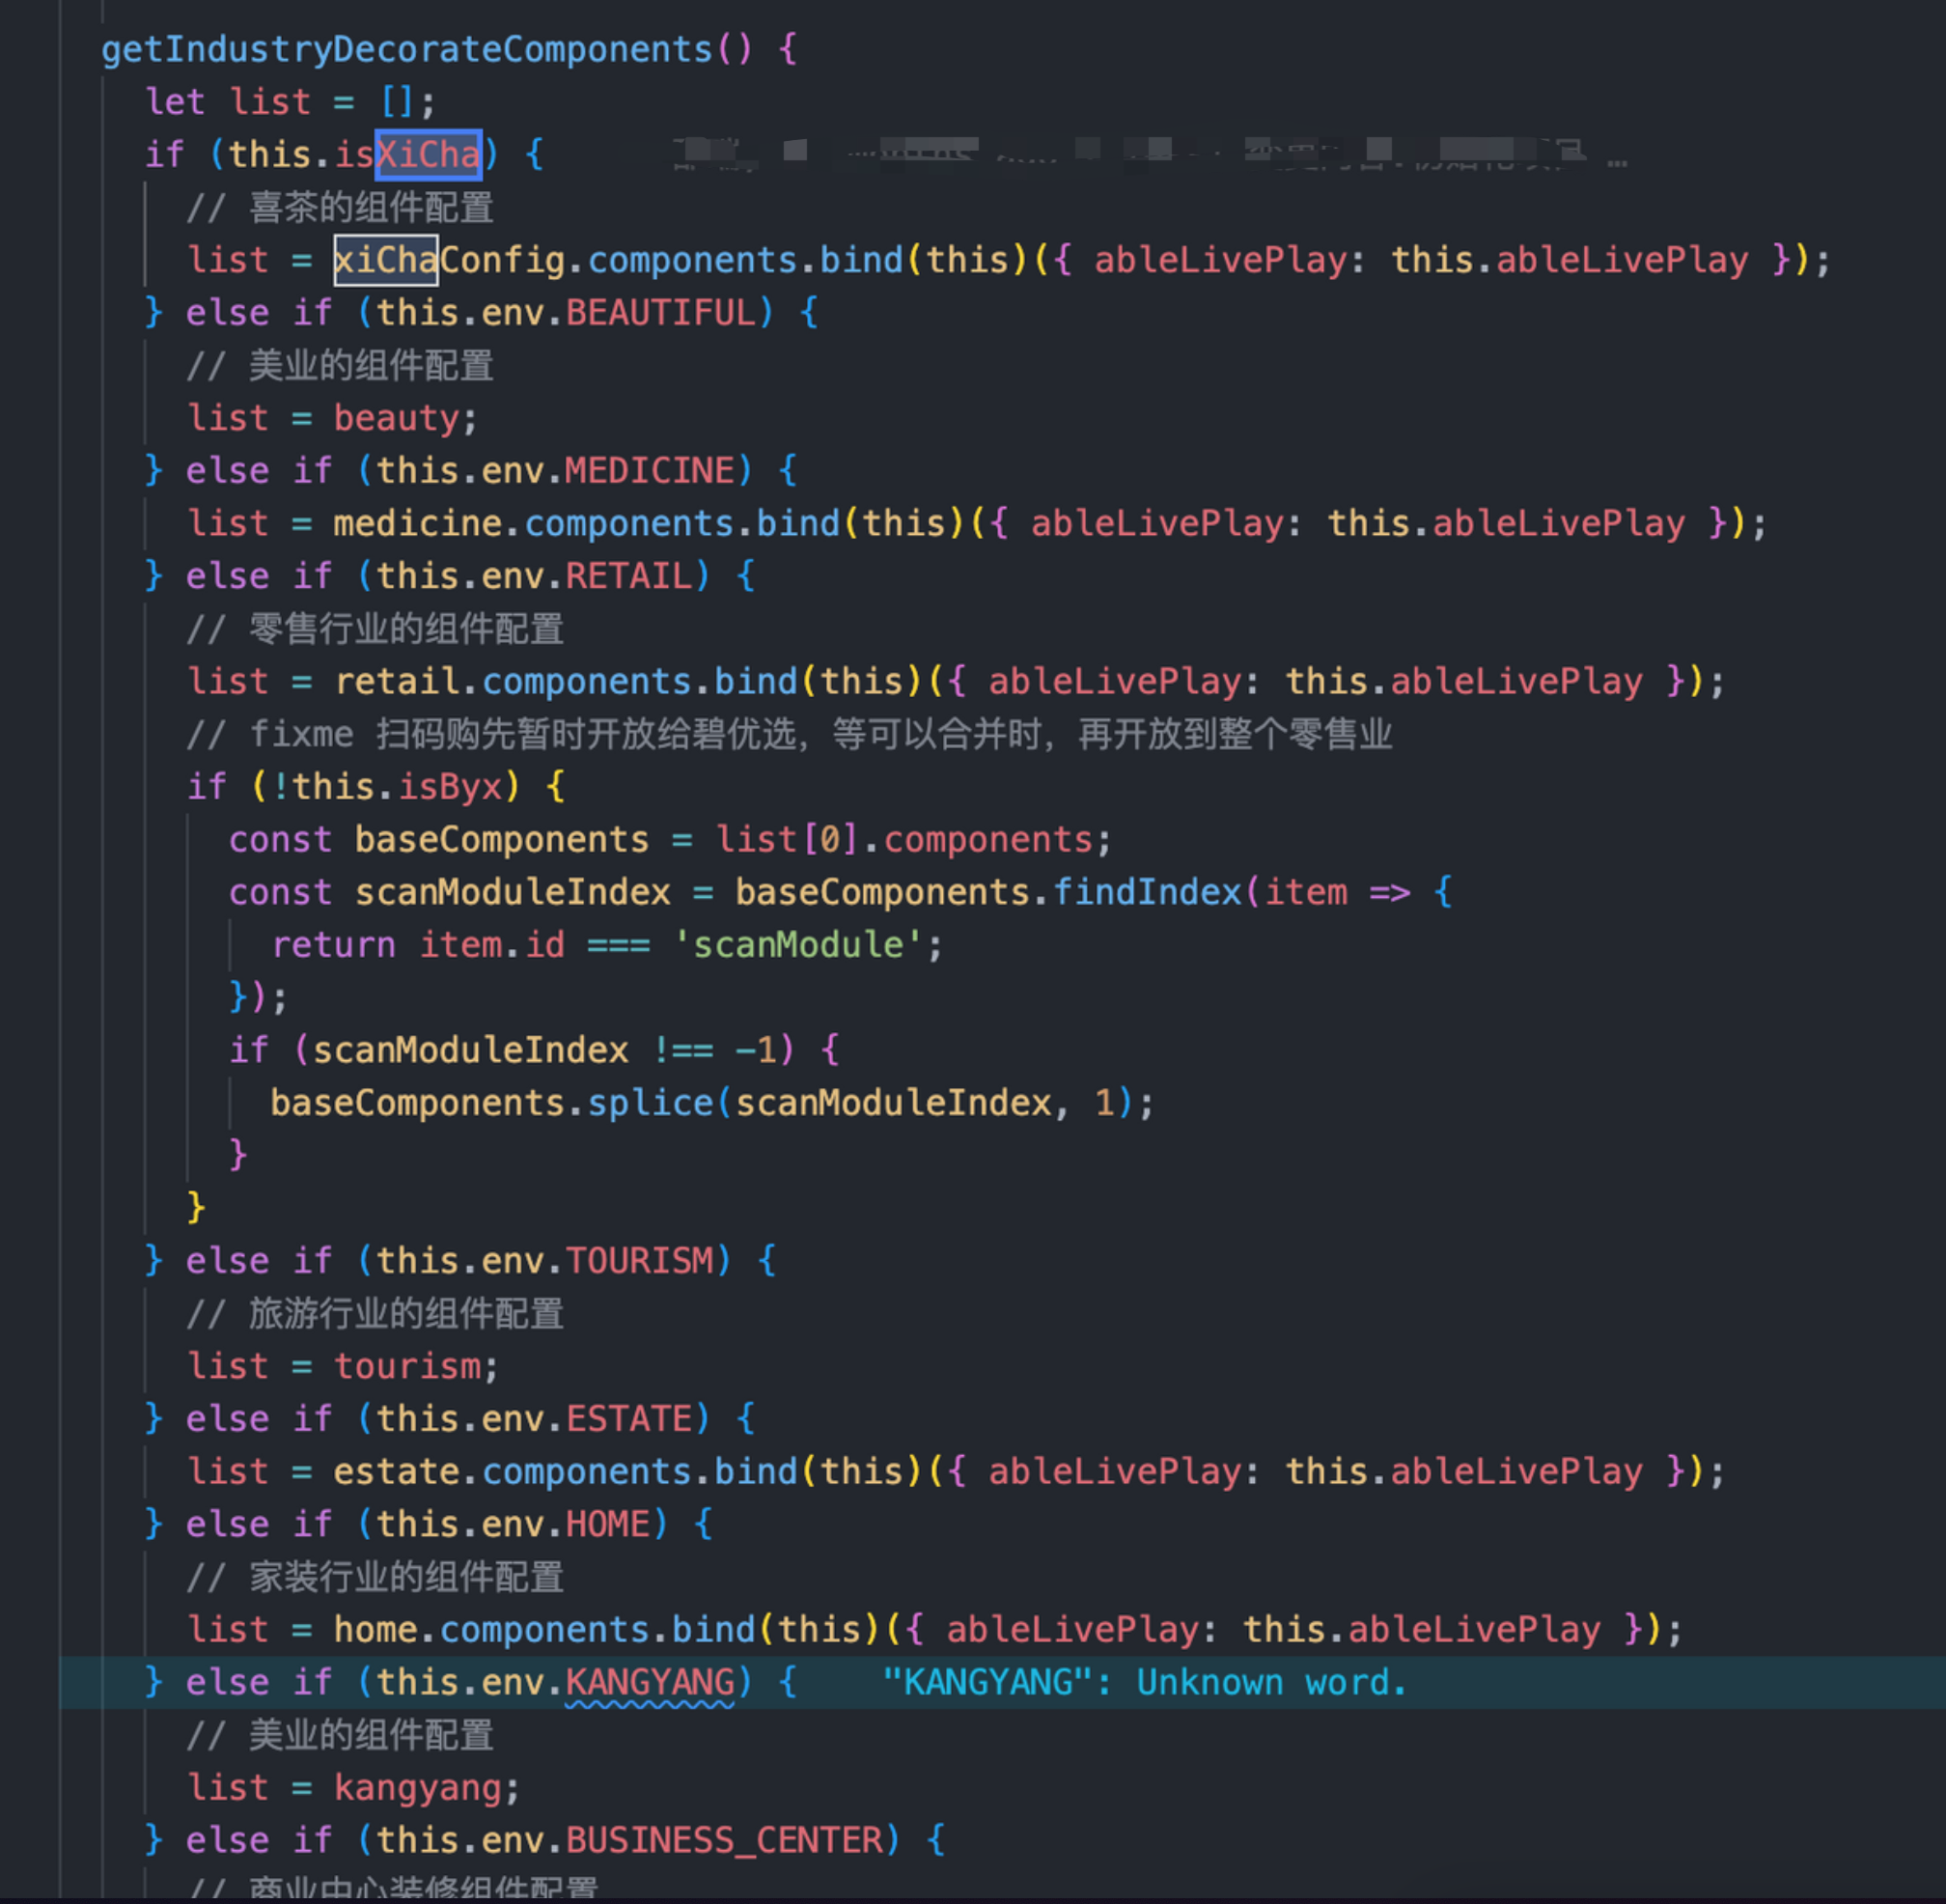 getIndustryDecorateComponents() {
let list = [];
if (this.isXiCha) {
// 喜茶的组件配置
list = xiChaConfig.components.bind(this)({ ableLivePlay: this.ableLivePlay });
} else if (this.env.BEAUTIFUL) {
// 美业的组件配置
list = beauty;
} else if (this.env.MEDICINE) {
list = medicine.components.bind(this)({ ableLivePlay: this.ableLivePlay });
} else if (this.env.RETAIL) {
// 零售行业的组件配置
list = retail.components.bind(this)({ ableLivePlay: this.ableLivePlay });
// fixme 扫码购先暂时开放给碧优选，等可以合并时，再开放到整个零售业
if (!this.isByx) {
const baseComponents = list[0].components;
const scanModuleIndex = baseComponents.findIndex(item => {
return item.id === 'scanModule';
});
if (scanModuleIndex !== -1) {
baseComponents.splice(scanModuleIndex, 1);
}
}
} else if (this.env.TOURISM) {
// 旅游行业的组件配置
list = tourism;
} else if (this.env.ESTATE) {
list = estate.components.bind(this)({ ableLivePlay: this.ableLivePlay });
} else if (this.env.HOME) {
// 家装行业的组件配置
list = home.components.bind(this)({ ableLivePlay: this.ableLivePlay });
} else if (this.env.KANGYANG) { "KANGYANG": Unknown word.
// 美业的组件配置
list = kangyang;
} else if (this.env.BUSINESS_CENTER) {
// 商业中心装修组件配置